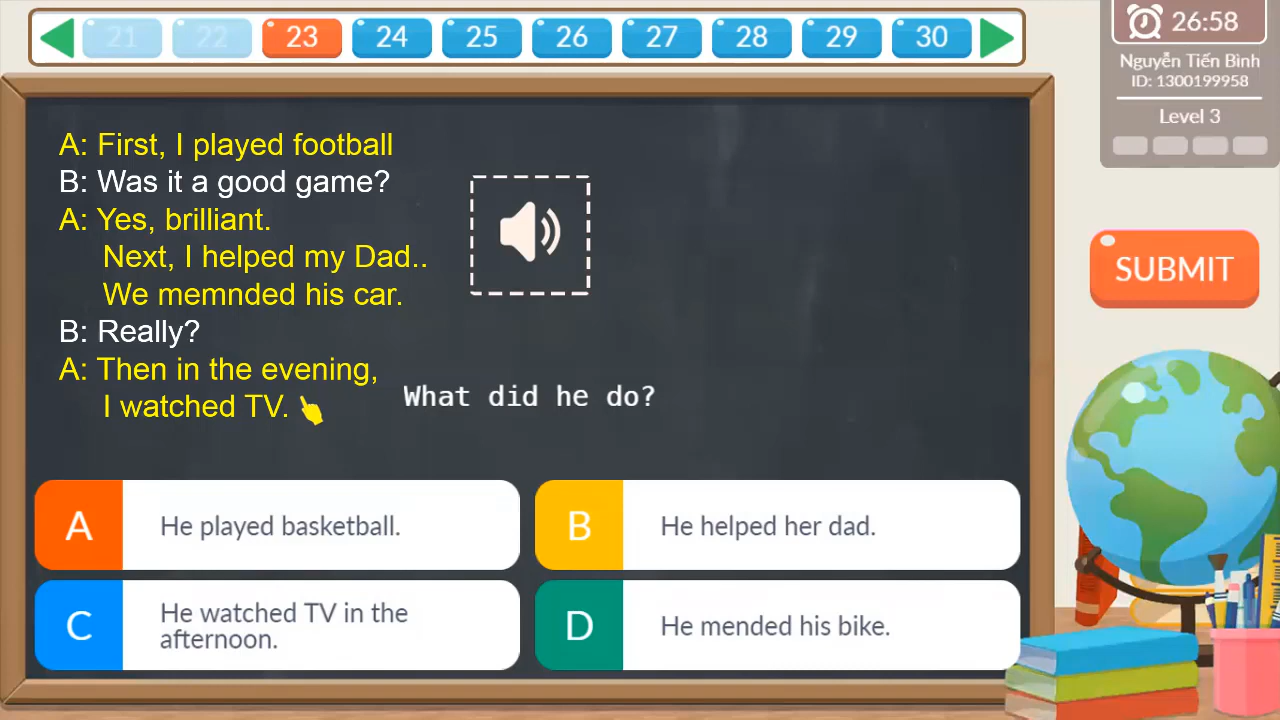 21 22 23 24 25 26 27 28 29 30
26:58
Nguyễn Tiến Bình
ID: 1300199958
Level 3
SUBMIT
A: First, I played football
B: Was it a good game?
A: Yes, brilliant.
Next, I helped my Dad..
We memnded his car.
B: Really?
A: Then in the evening,
I watched TV.
What did he do?
A He played basketball.
B He helped her dad.
C He watched TV in the
afternoon.
D He mended his bike.